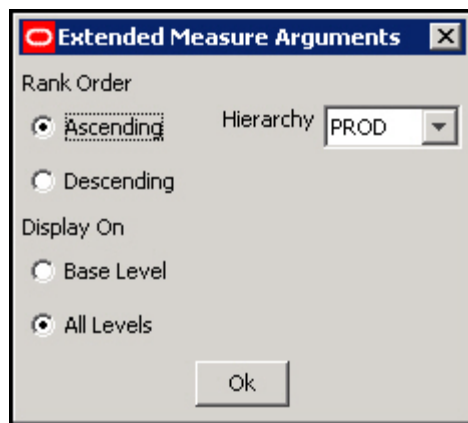 Extended Measure Arguments
Rank Order
Ascending
Hierarchy PROD
Descending
Display On
Base Level
All Levels
Ok